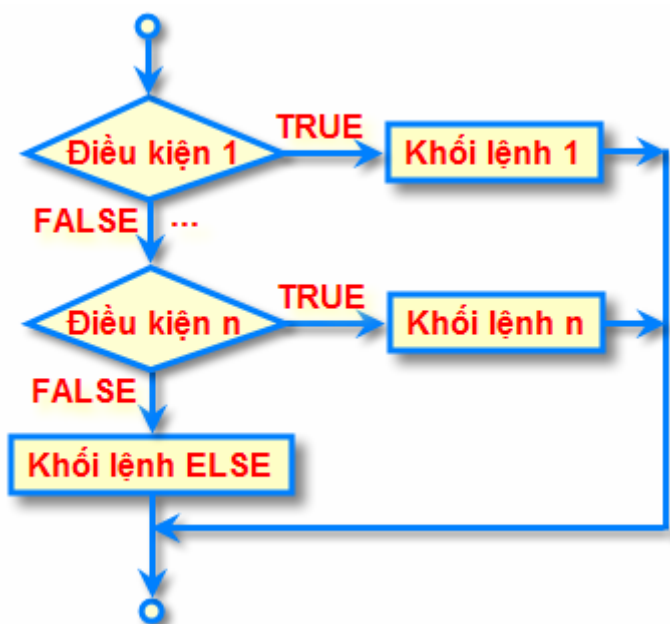 TRUE
Điều kiện 1
Khối lệnh 1
FALSE ...
TRUE
Điều kiện n
Khối lệnh n
FALSE
Khối lệnh ELSE